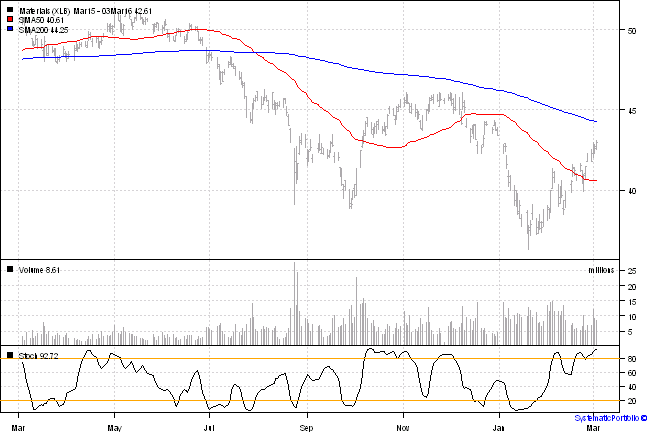 Materials (XLB) Mar15 - 03Mar16 42.61
SMA50 40.61
SMA200 44.25
50
45
40
Volume 8.61
millions
25
20
15
10
5
Stoch 92.72
80
60
40
20
SystematicPortfolio ©
Mar May Jul Sep Nov Jan Mar